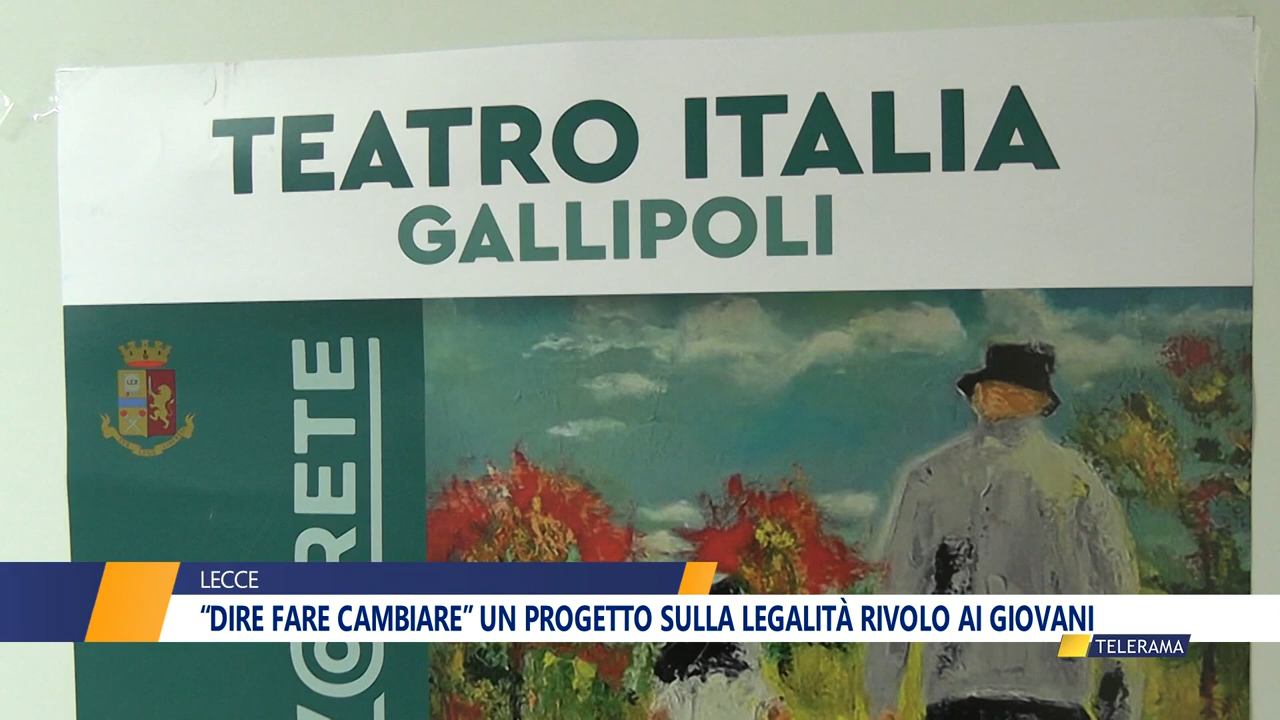 TEATRO ITALIA
GALLIPOLI
RETE
LECCE
“DIRE FARE CAMBIARE” UN PROGETTO SULLA LEGALITÀ RIVOLO AI GIOVANI
TELERAMA